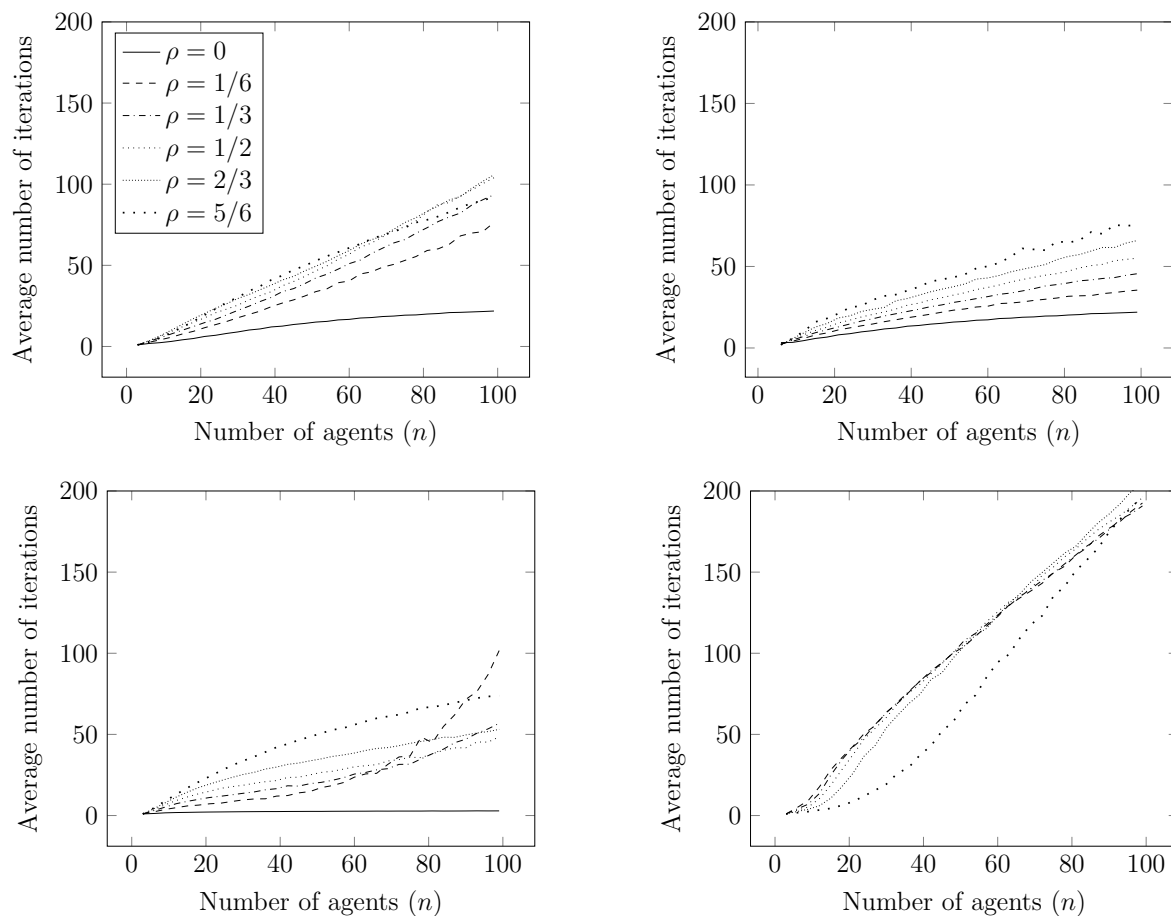 200
150
100
50
0
Average number of iterations
ρ = 0
ρ = 1/6
ρ = 1/3
ρ = 1/2
ρ = 2/3
ρ = 5/6
0 20 40 60 80 100
Number of agents (n)
200
150
100
50
0
Average number of iterations
0 20 40 60 80 100
Number of agents (n)
200
150
100
50
0
Average number of iterations
0 20 40 60 80 100
Number of agents (n)
200
150
100
50
0
Average number of iterations
0 20 40 60 80 100
Number of agents (n)